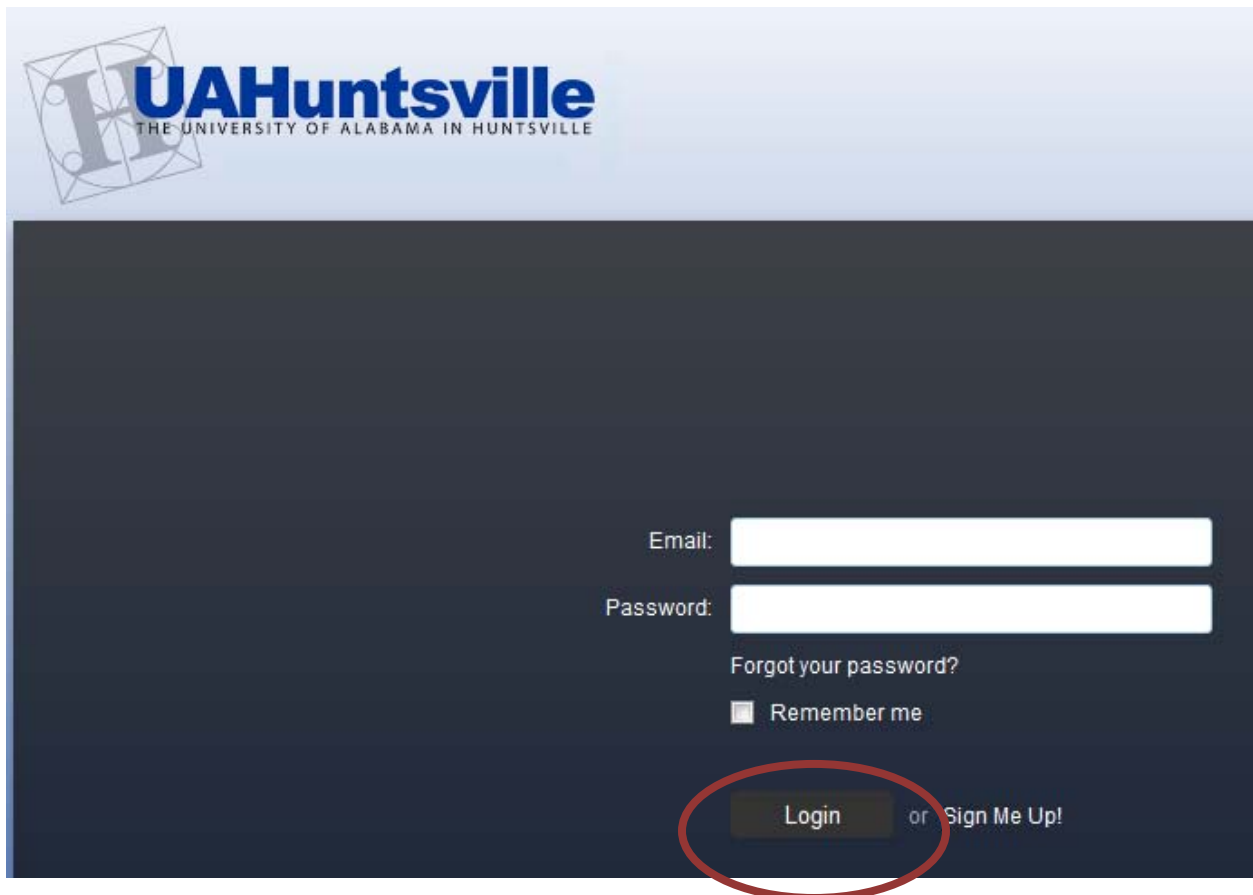 UAHuntsville
THE UNIVERSITY OF ALABAMA IN HUNTSVILLE
Email:
Password:
Forgot your password?
Remember me
Login or Sign Me Up!